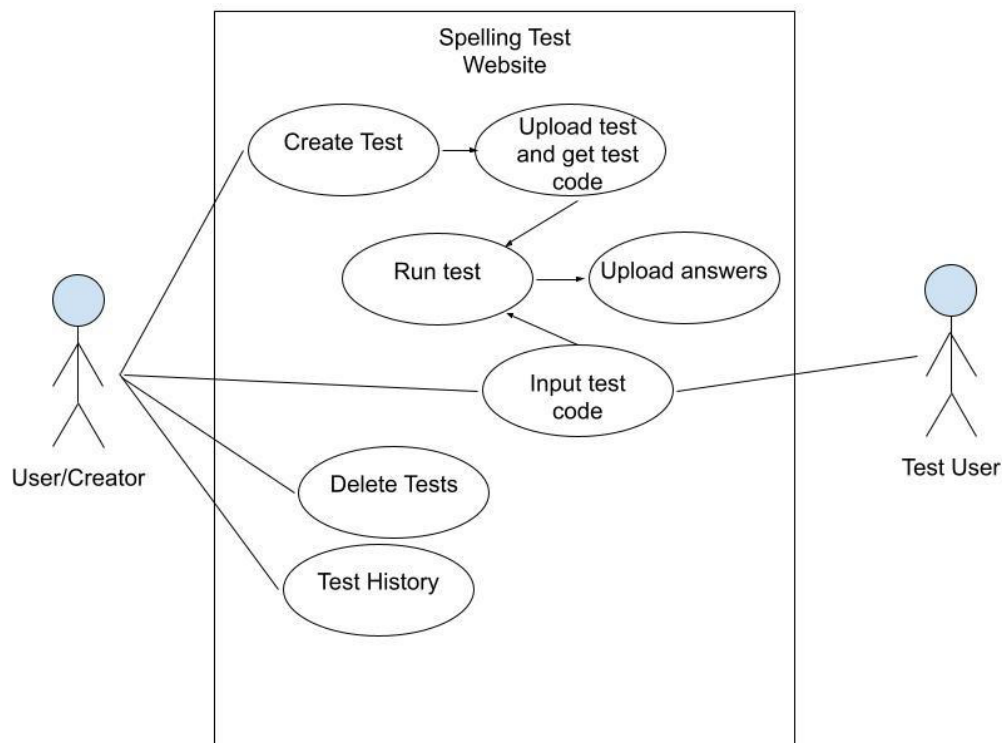 Spelling Test
Website
Create Test
Upload test
and get test
code
Run test
Upload answers
Input test
code
User/Creator
Test User
Delete Tests
Test History